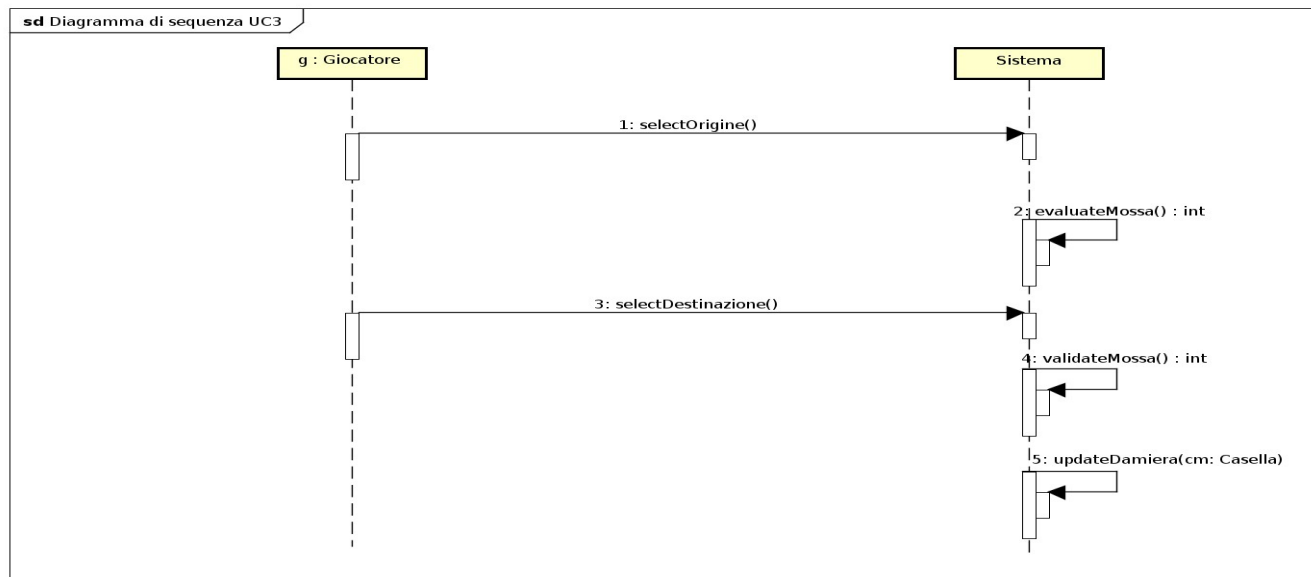 sd Diagramma di sequenza UC3
g : Giocatore
Sistema
1: selectOrigine()
2: evaluateMossa() : int
3: selectDestinazione()
4: validateMossa() : int
5: updateDamiera(cm: Casella)